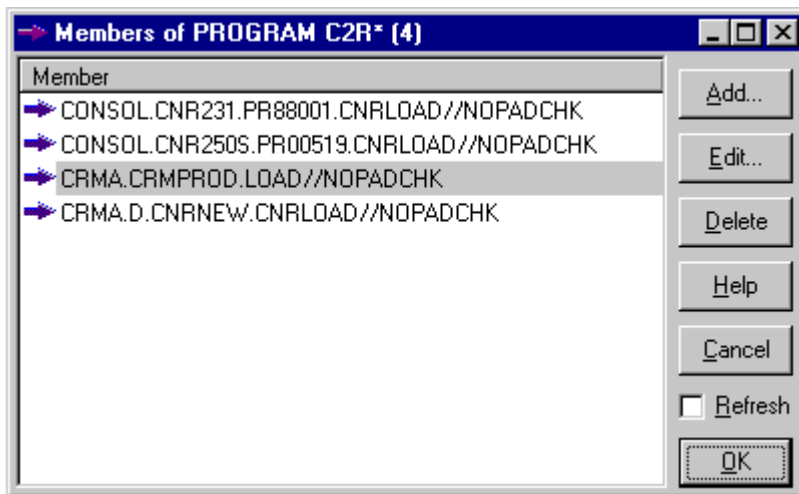 Members of PROGRAM C2R* (4)
Member
CONSOL.CNR231.PR88001.CNRLOAD//NOPADCHK
CONSOL.CNR250S.PR00519.CNRLOAD//NOPADCHK
CRMA.CRMPROD.LOAD//NOPADCHK
CRMA.D.CNRNEW.CNRLOAD//NOPADCHK
Add...
Edit...
Delete
Help
Cancel
Refresh
OK